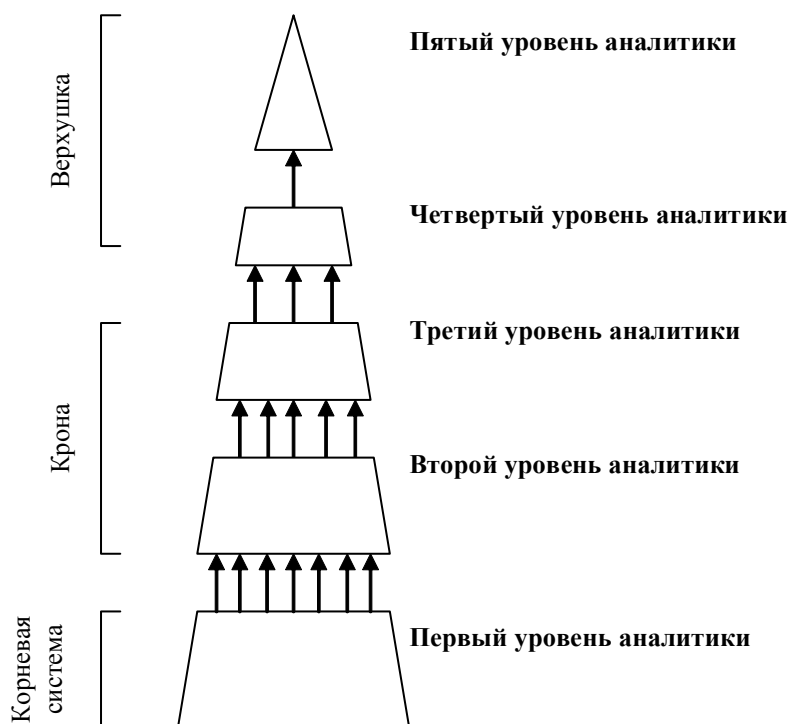 Пятый уровень аналитики
Верхушка
Четвертый уровень аналитики
Третий уровень аналитики
Крона
Второй уровень аналитики
Первый уровень аналитики
Корневая
система